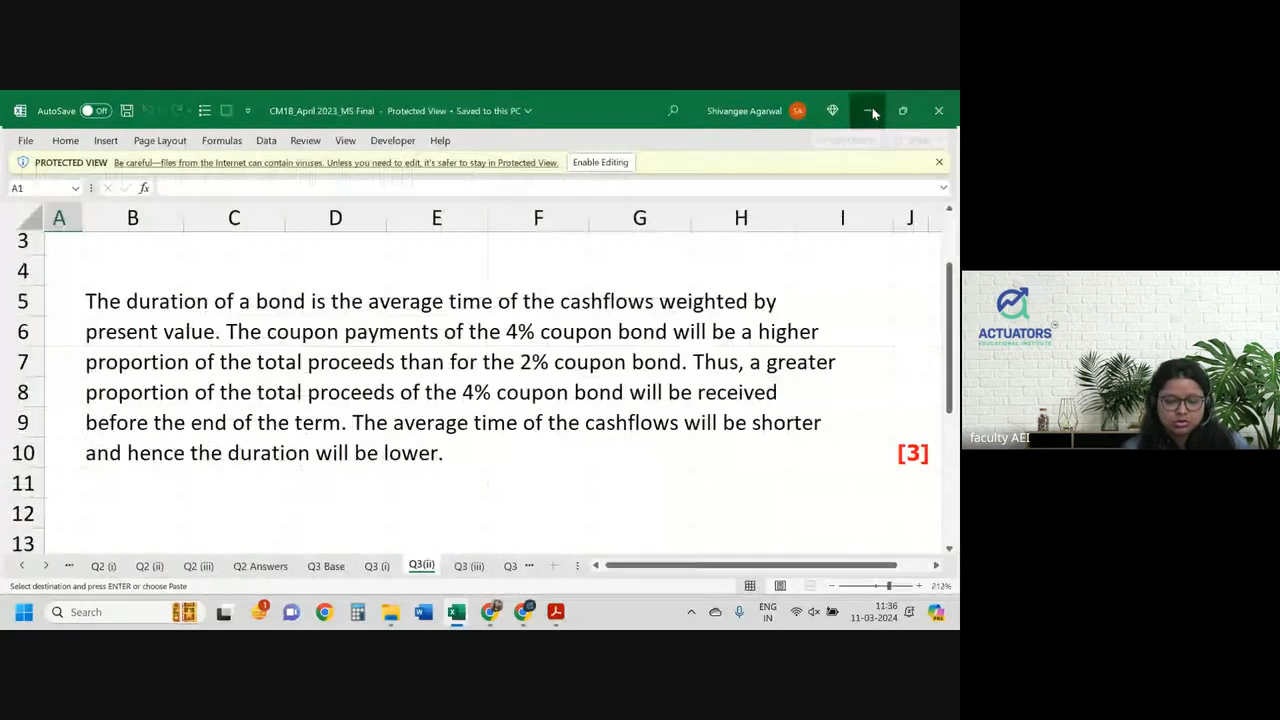 AutoSave Off CM1B_April 2023_MS Final - Protected View • Saved to this PC Shivangee Agarwal SA
File Home Insert Page Layout Formulas Data Review View Developer Help
PROTECTED VIEW Be careful—files from the Internet can contain viruses. Unless you need to edit, it's safer to stay in Protected View. Enable Editing
A1 fx
A B C D E F G H I J
3
4
5 The duration of a bond is the average time of the cashflows weighted by
6 present value. The coupon payments of the 4% coupon bond will be a higher
7 proportion of the total proceeds than for the 2% coupon bond. Thus, a greater
8 proportion of the total proceeds of the 4% coupon bond will be received
9 before the end of the term. The average time of the cashflows will be shorter
10 and hence the duration will be lower. [3]
11
12
13
Q2 (i) Q2 (ii) Q2 (iii) Q2 Answers Q3 Base Q3 (i) Q3(ii) Q3 (iii) Q3
Select destination and press ENTER or choose Paste 212%
Search 1 ENG 11:36
IN 11-03-2024
ACTUATORS
EDUCATIONAL INSTITUTE
faculty AEI